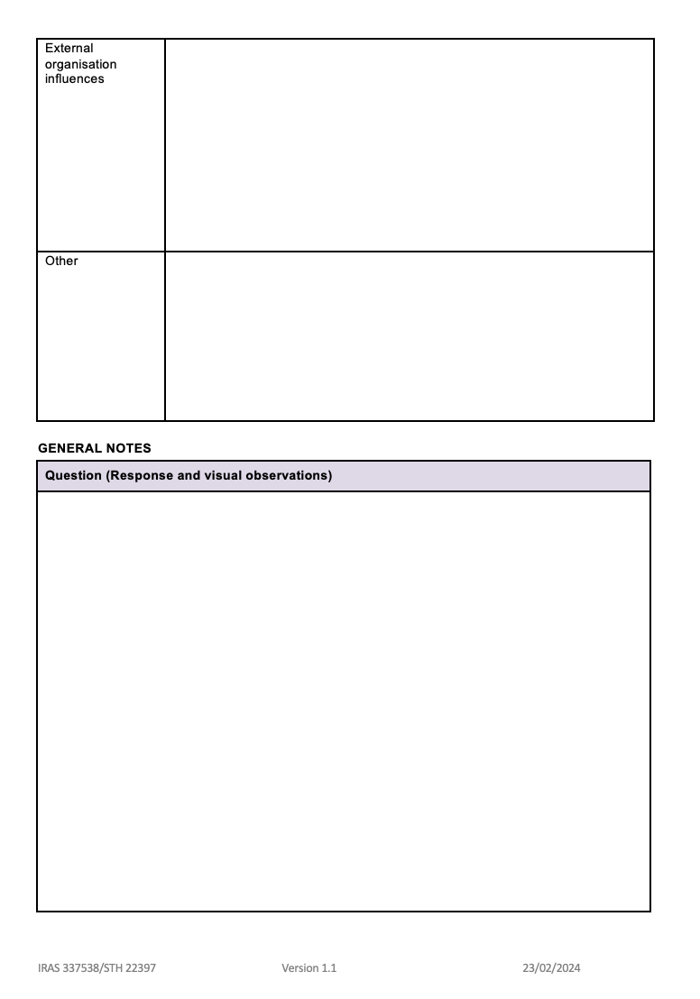 External
organisation
influences
Other
GENERAL NOTES
Question (Response and visual observations)
IRAS 337538/STH 22397 Version 1.1 23/02/2024